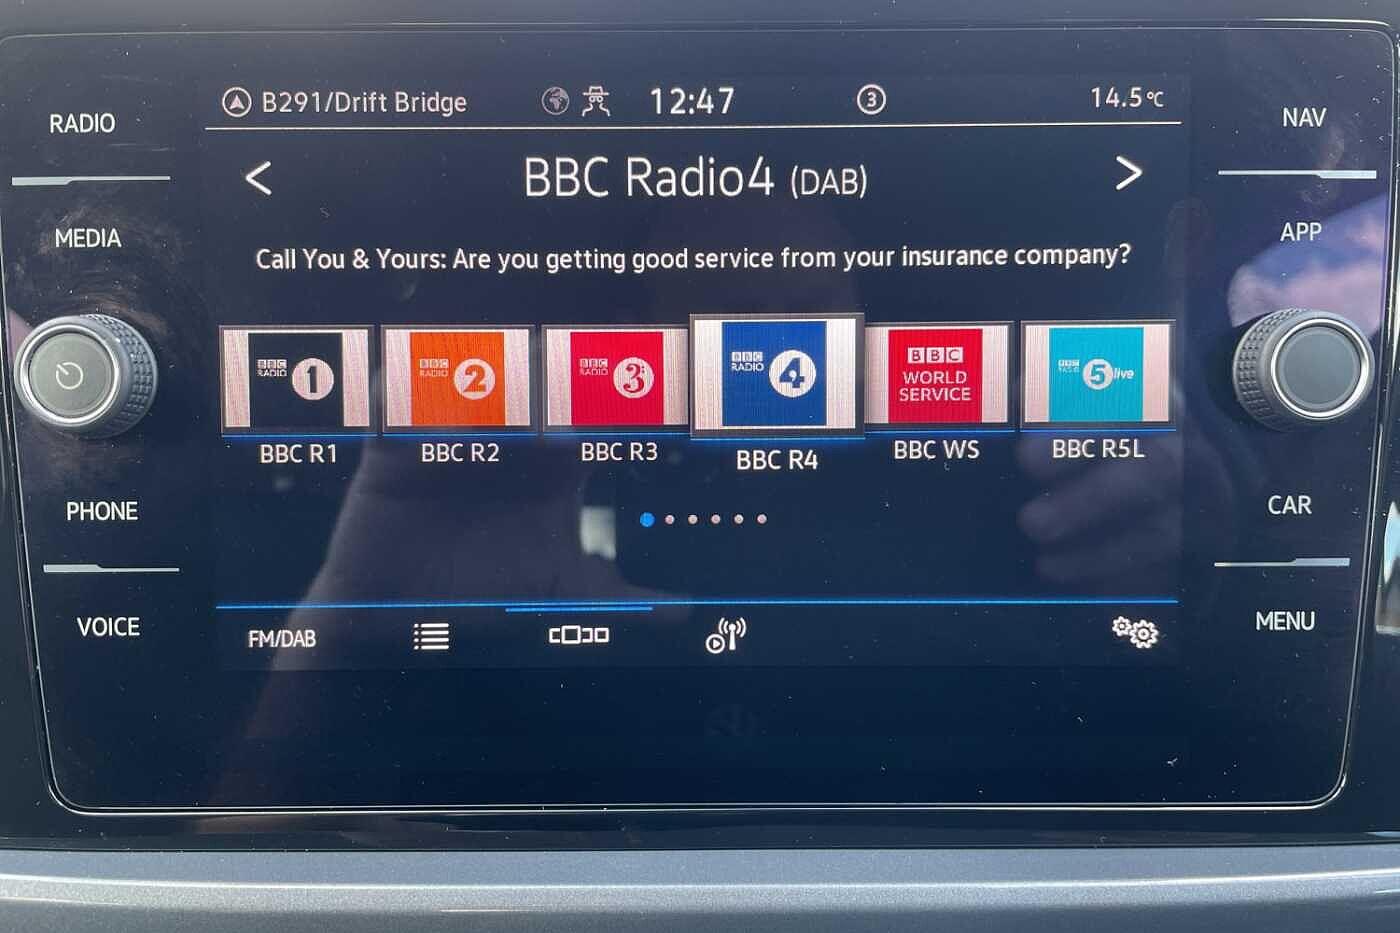 RADIO
MEDIA
PHONE
VOICE
B291/Drift Bridge
12:47
3
14.5°C
BBC Radio4 (DAB)
Call You & Yours: Are you getting good service from your insurance company?
BBC RADIO 1
BBC RADIO 2
BBC RADIO 3
BBC RADIO 4
BBC
WORLD
SERVICE
BBC RADIO 5 live
BBC R1
BBC R2
BBC R3
BBC R4
BBC WS
BBC R5L
FM/DAB
NAV
APP
CAR
MENU